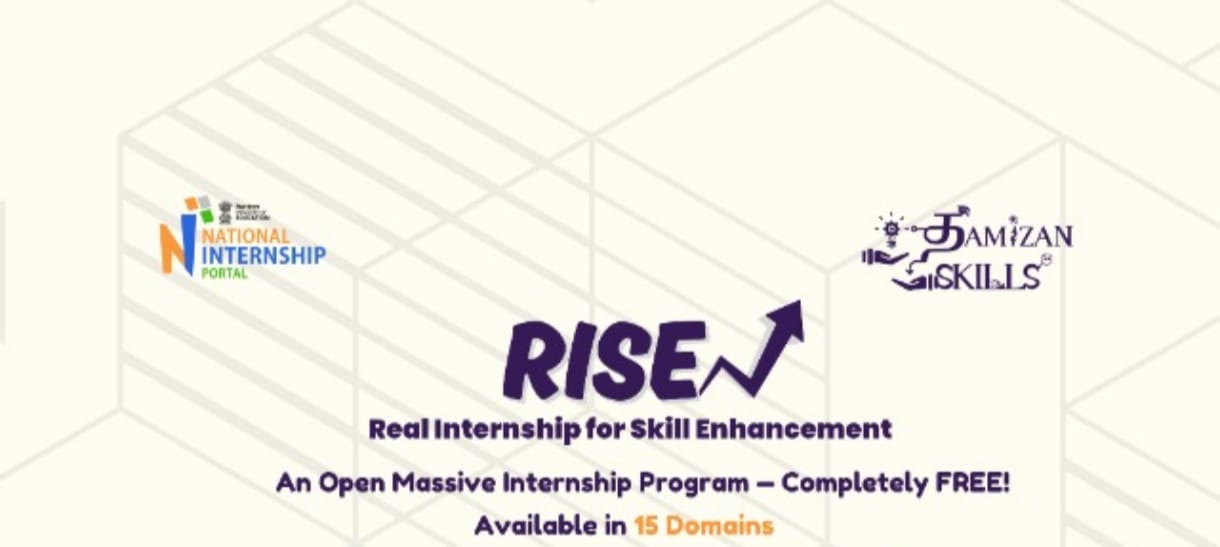 NATIONAL
INTERNSHIP
PORTAL
தAMIZAN
SKILLS
RISE
Real Internship for Skill Enhancement
An Open Massive Internship Program – Completely FREE!
Available in 15 Domains